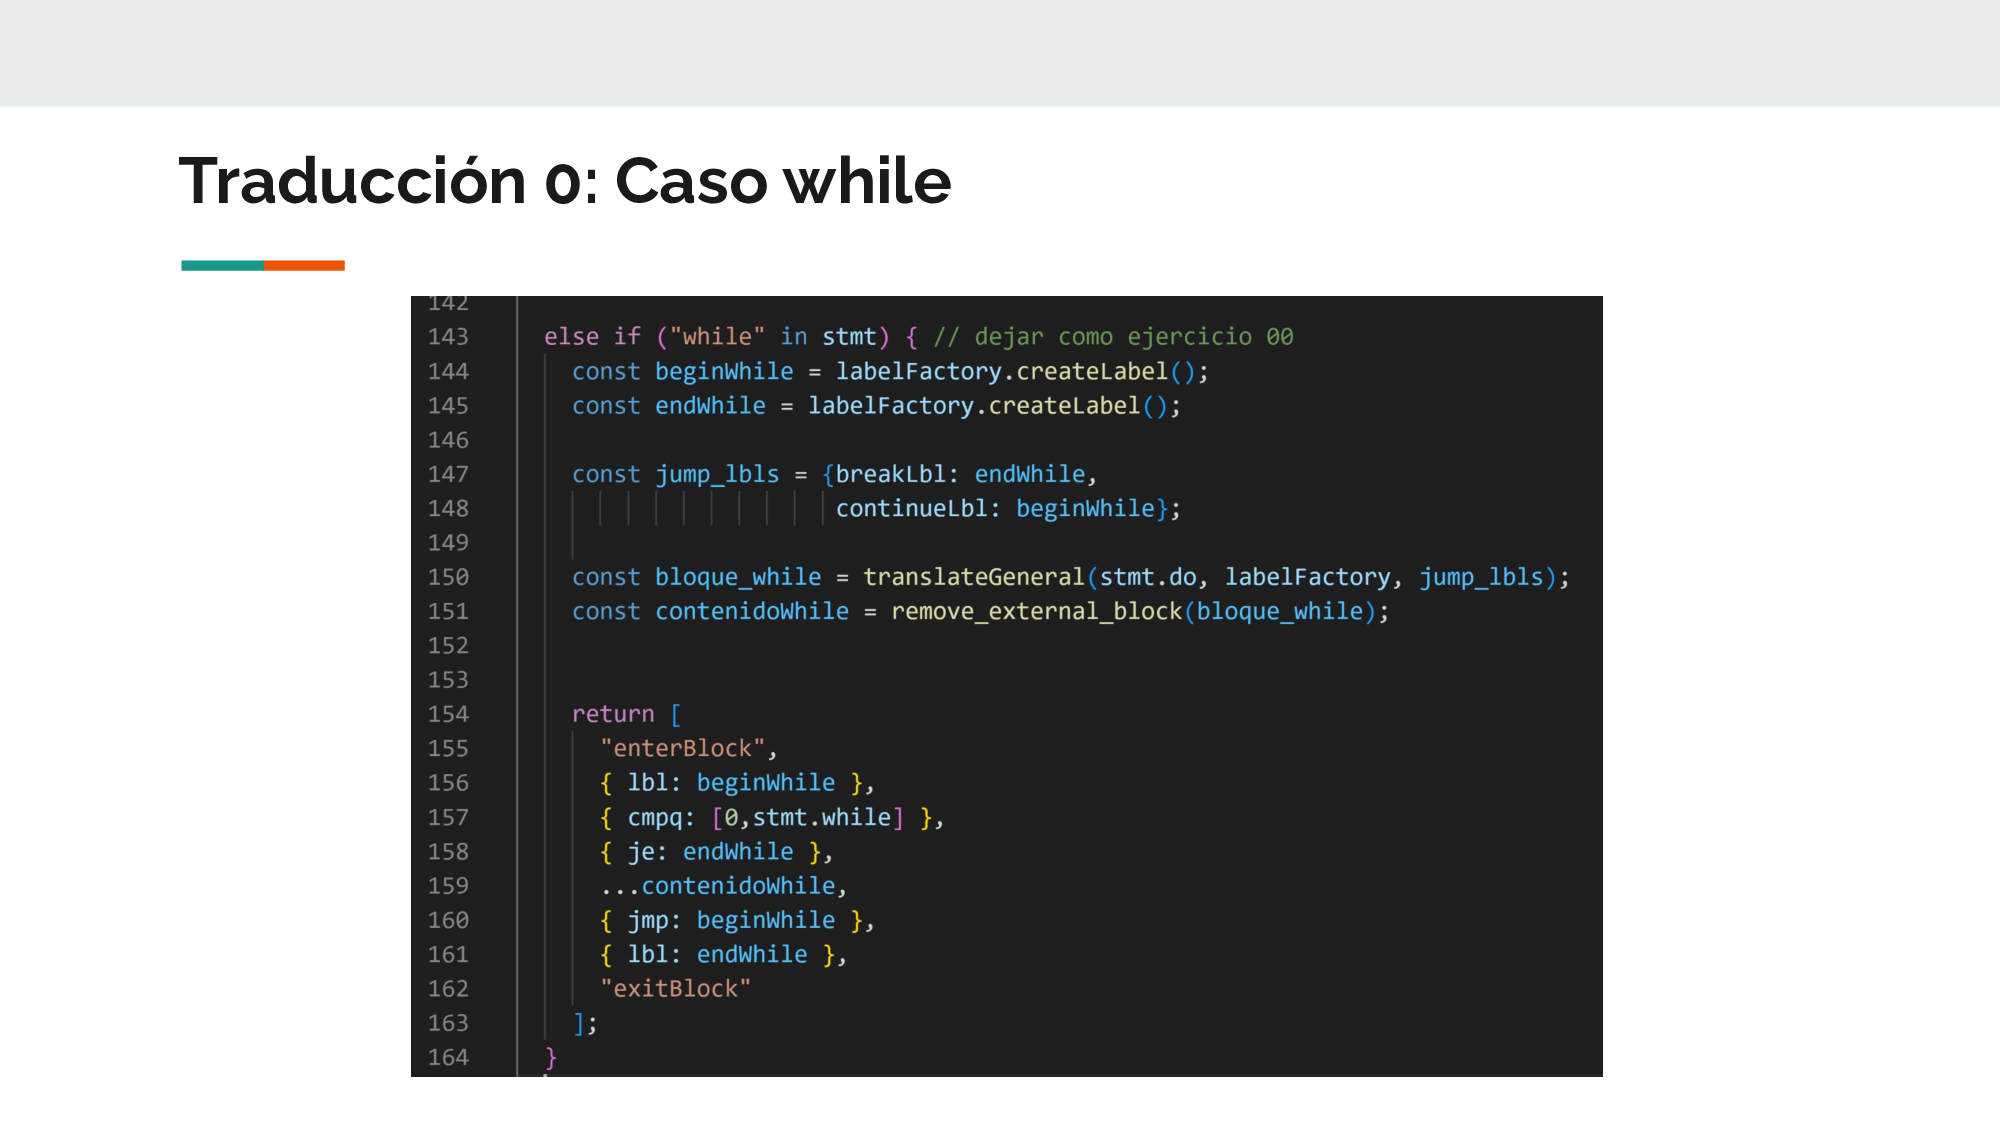 Traducción 0: Caso while
142
143 else if ("while" in stmt) { // dejar como ejercicio 00
144 const beginWhile = labelFactory.createLabel();
145 const endWhile = labelFactory.createLabel();
146
147 const jump_lbls = {breakLbl: endWhile,
148 continueLbl: beginWhile};
149
150 const bloque_while = translateGeneral(stmt.do, labelFactory, jump_lbls);
151 const contenidoWhile = remove_external_block(bloque_while);
152
153
154 return [
155 "enterBlock",
156 { lbl: beginWhile },
157 { cmpq: [0,stmt.while] },
158 { je: endWhile },
159 ...contenidoWhile,
160 { jmp: beginWhile },
161 { lbl: endWhile },
162 "exitBlock"
163 ];
164 }